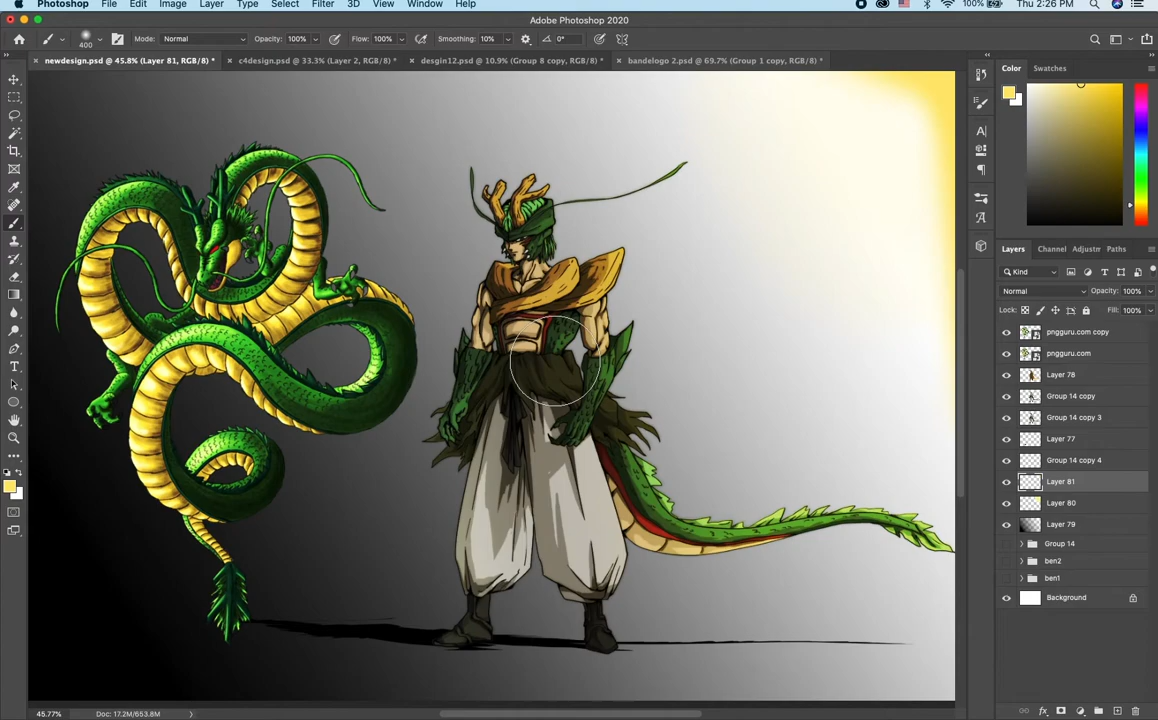 Photoshop File Edit Image Layer Type Select Filter 3D View Window Help 100% Thu 2:26 PM
Adobe Photoshop 2020
400 Mode: Normal Opacity: 100% Flow: 100% Smoothing: 10% 0°
newdesign.psd @ 45.8% (Layer 81, RGB/8) * c4design.psd @ 33.3% (Layer 2, RGB/8) * desgin12.psd @ 10.9% (Group 8 copy, RGB/8) * bandelogo 2.psd @ 69.7% (Group 1 copy, RGB/8) *
Color Swatches
Layers Channel Adjustm Paths
Kind
Normal Opacity: 100%
Lock: Fill: 100%
pngguru.com copy
pngguru.com
Layer 78
Group 14 copy
Group 14 copy 3
Layer 77
Group 14 copy 4
Layer 81
Layer 80
Layer 79
Group 14
ben2
ben1
Background
45.77% Doc: 17.2M/653.8M